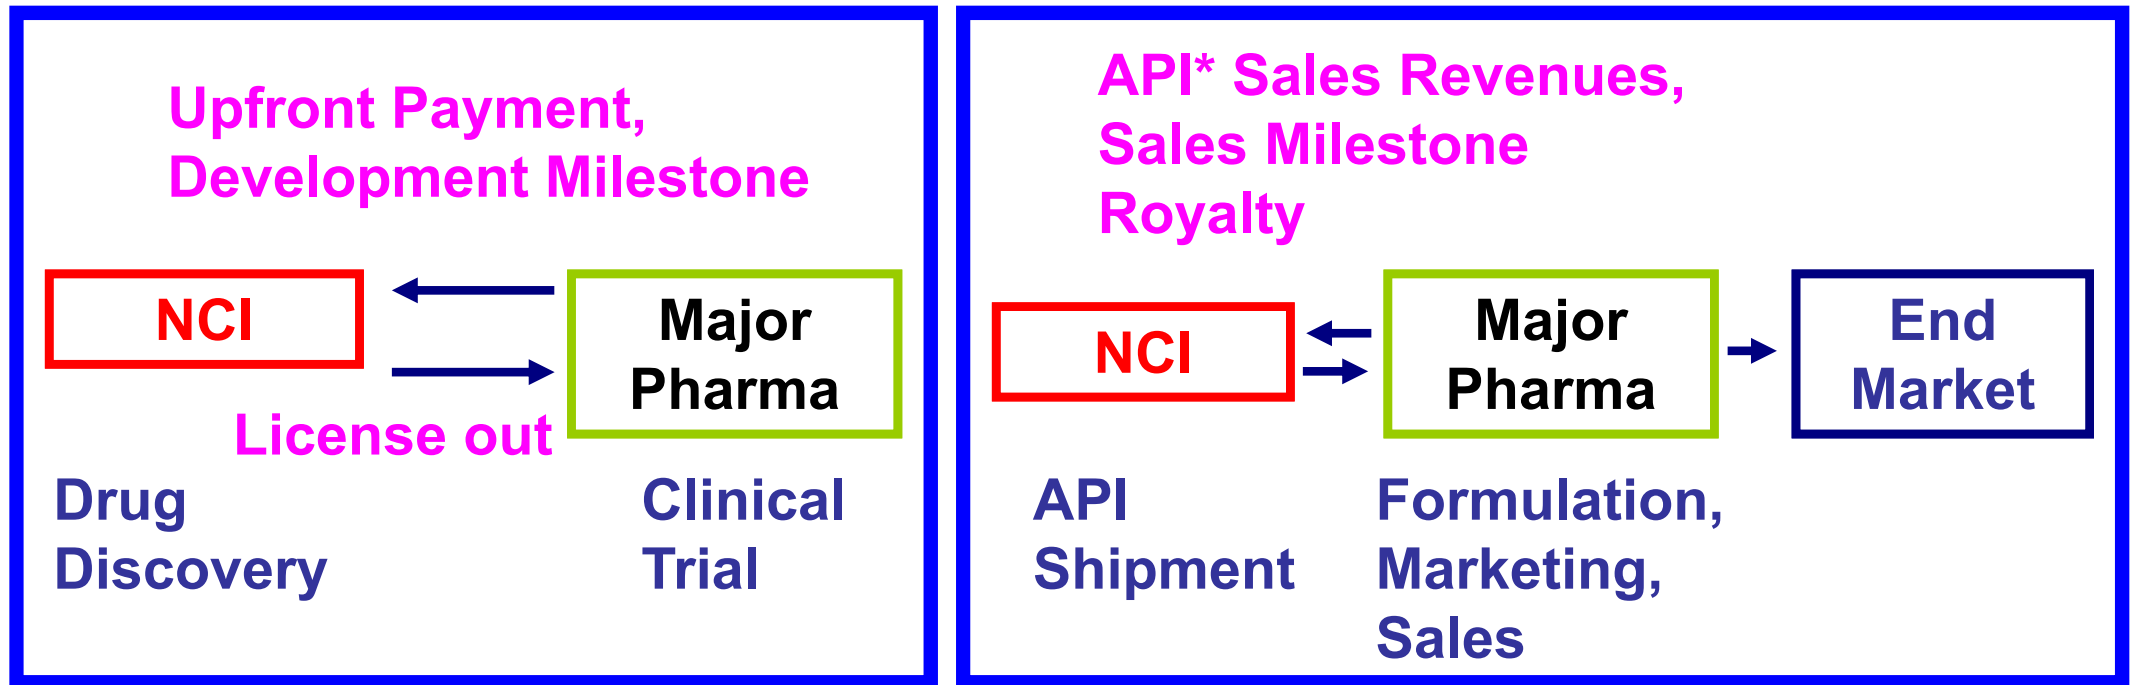 Upfront Payment,
Development Milestone
NCI
Major
Pharma
License out
Drug
Discovery
Clinical
Trial
API* Sales Revenues,
Sales Milestone
Royalty
NCI
Major
Pharma
End
Market
API
Shipment
Formulation,
Marketing,
Sales